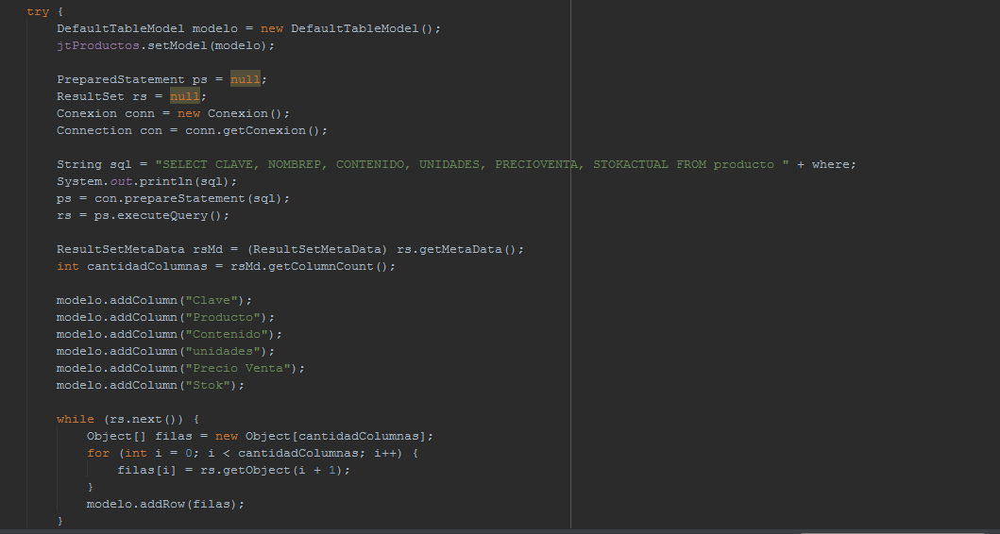 try {
DefaultTableModel modelo = new DefaultTableModel();
jtProductos.setModel(modelo);
PreparedStatement ps = null;
ResultSet rs = null;
Conexion conn = new Conexion();
Connection con = conn.getConexion();
String sql = "SELECT CLAVE, NOMBREP, CONTENIDO, UNIDADES, PRECIOVENTA, STOKACTUAL FROM producto " + where;
System.out.println(sql);
ps = con.prepareStatement(sql);
rs = ps.executeQuery();
ResultSetMetaData rsMd = (ResultSetMetaData) rs.getMetaData();
int cantidadColumnas = rsMd.getColumnCount();
modelo.addColumn("Clave");
modelo.addColumn("Producto");
modelo.addColumn("Contenido");
modelo.addColumn("unidades");
modelo.addColumn("Precio Venta");
modelo.addColumn("Stok");
while (rs.next()) {
Object[] filas = new Object[cantidadColumnas];
for (int i = 0; i < cantidadColumnas; i++) {
filas[i] = rs.getObject(i + 1);
}
modelo.addRow(filas);
}